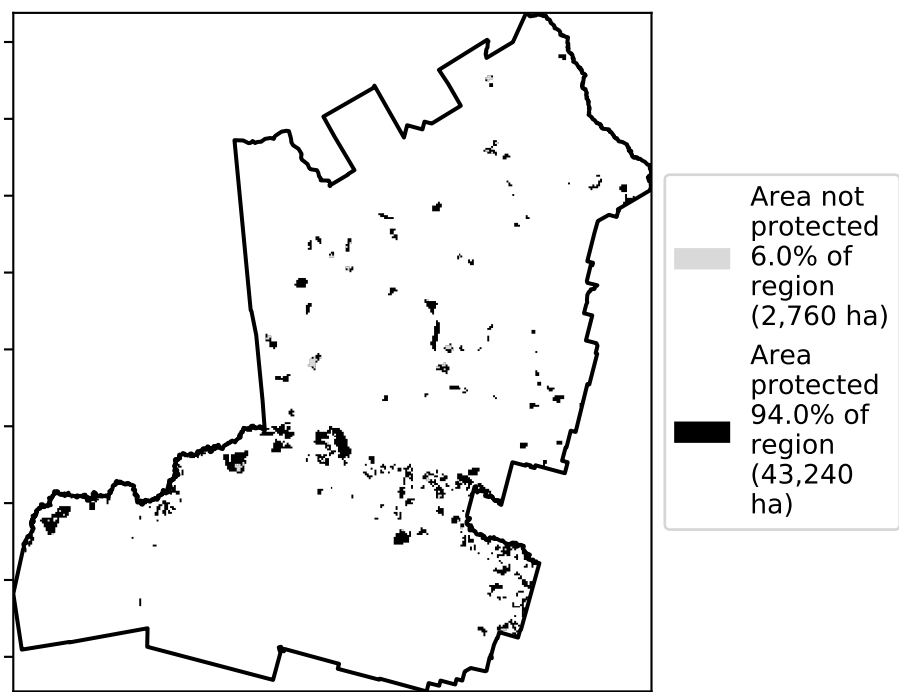 Area not
protected
6.0% of
region
(2,760 ha)
Area
protected
94.0% of
region
(43,240
ha)